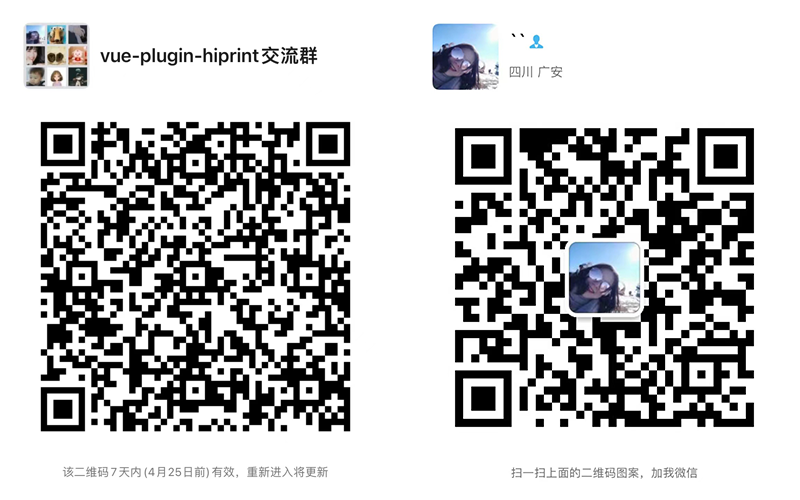 vue-plugin-hiprint交流群
该二维码7天内(4月25日前)有效，重新进入将更新
``
四川 广安
扫一扫上面的二维码图案，加我微信